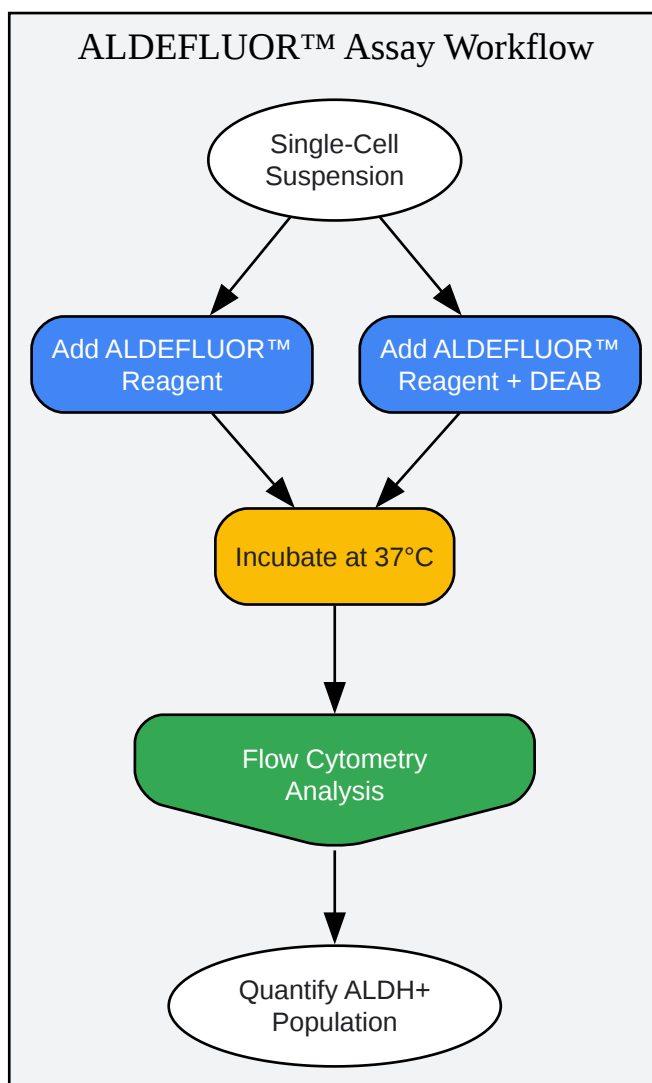 ALDEFLUOR™ Assay Workflow
Single-Cell
Suspension
Add ALDEFLUOR™
Reagent
Add ALDEFLUOR™
Reagent + DEAB
Incubate at 37°C
Flow Cytometry
Analysis
Quantify ALDH+
Population